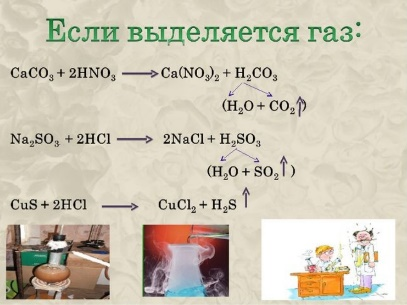 Если выделяется газ:
CaCO₃ + 2HNO₃ ⟶ Ca(NO₃)₂ + H₂CO₃
(H₂O + CO₂↑)
Na₂SO₃ + 2HCl ⟶ 2NaCl + H₂SO₃
(H₂O + SO₂↑)
CuS + 2HCl ⟶ CuCl₂ + H₂S↑